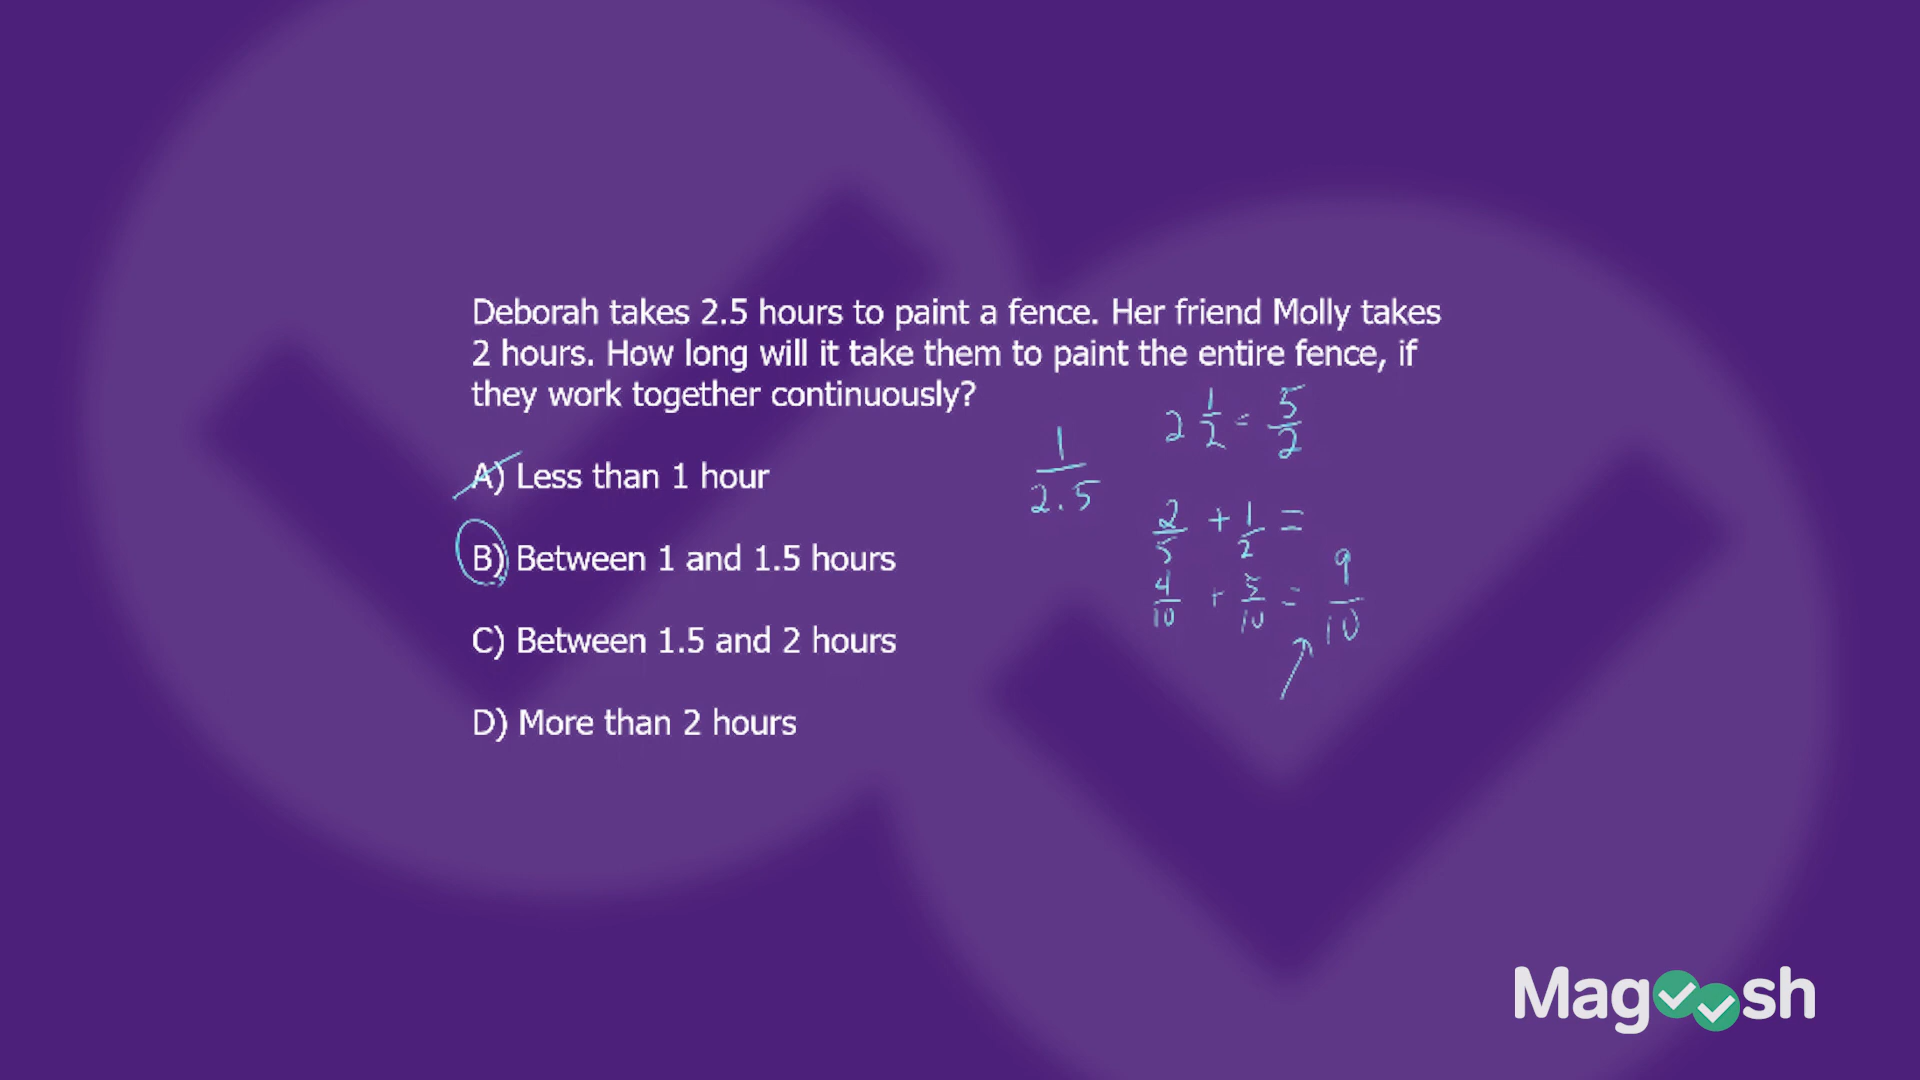 Deborah takes 2.5 hours to paint a fence. Her friend Molly takes
2 hours. How long will it take them to paint the entire fence, if
they work together continuously?
2 1/2 = 5/2
1/2.5
A) Less than 1 hour
2/5 + 1/2 =
B) Between 1 and 1.5 hours
4/10 + 5/10 = 9/10
C) Between 1.5 and 2 hours
D) More than 2 hours
Magoosh